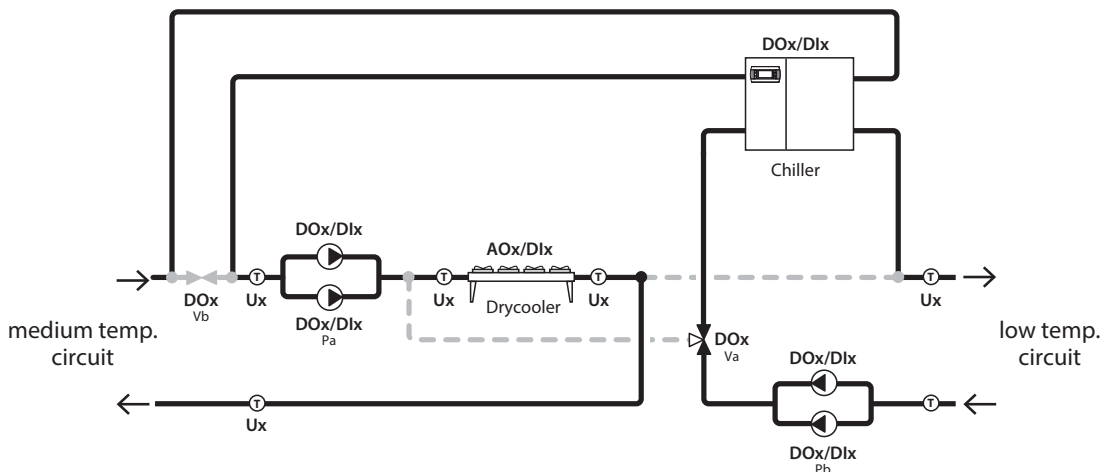 DOx/DIx
Chiller
DOx/DIx
AOx/DIx
T
T
T
T
DOx
Vb
Ux
Ux
Drycooler
Ux
Ux
DOx/DIx
Pa
medium temp.
circuit
DOx
Va
low temp.
circuit
DOx/DIx
T
Ux
T
DOx/DIx
Pb